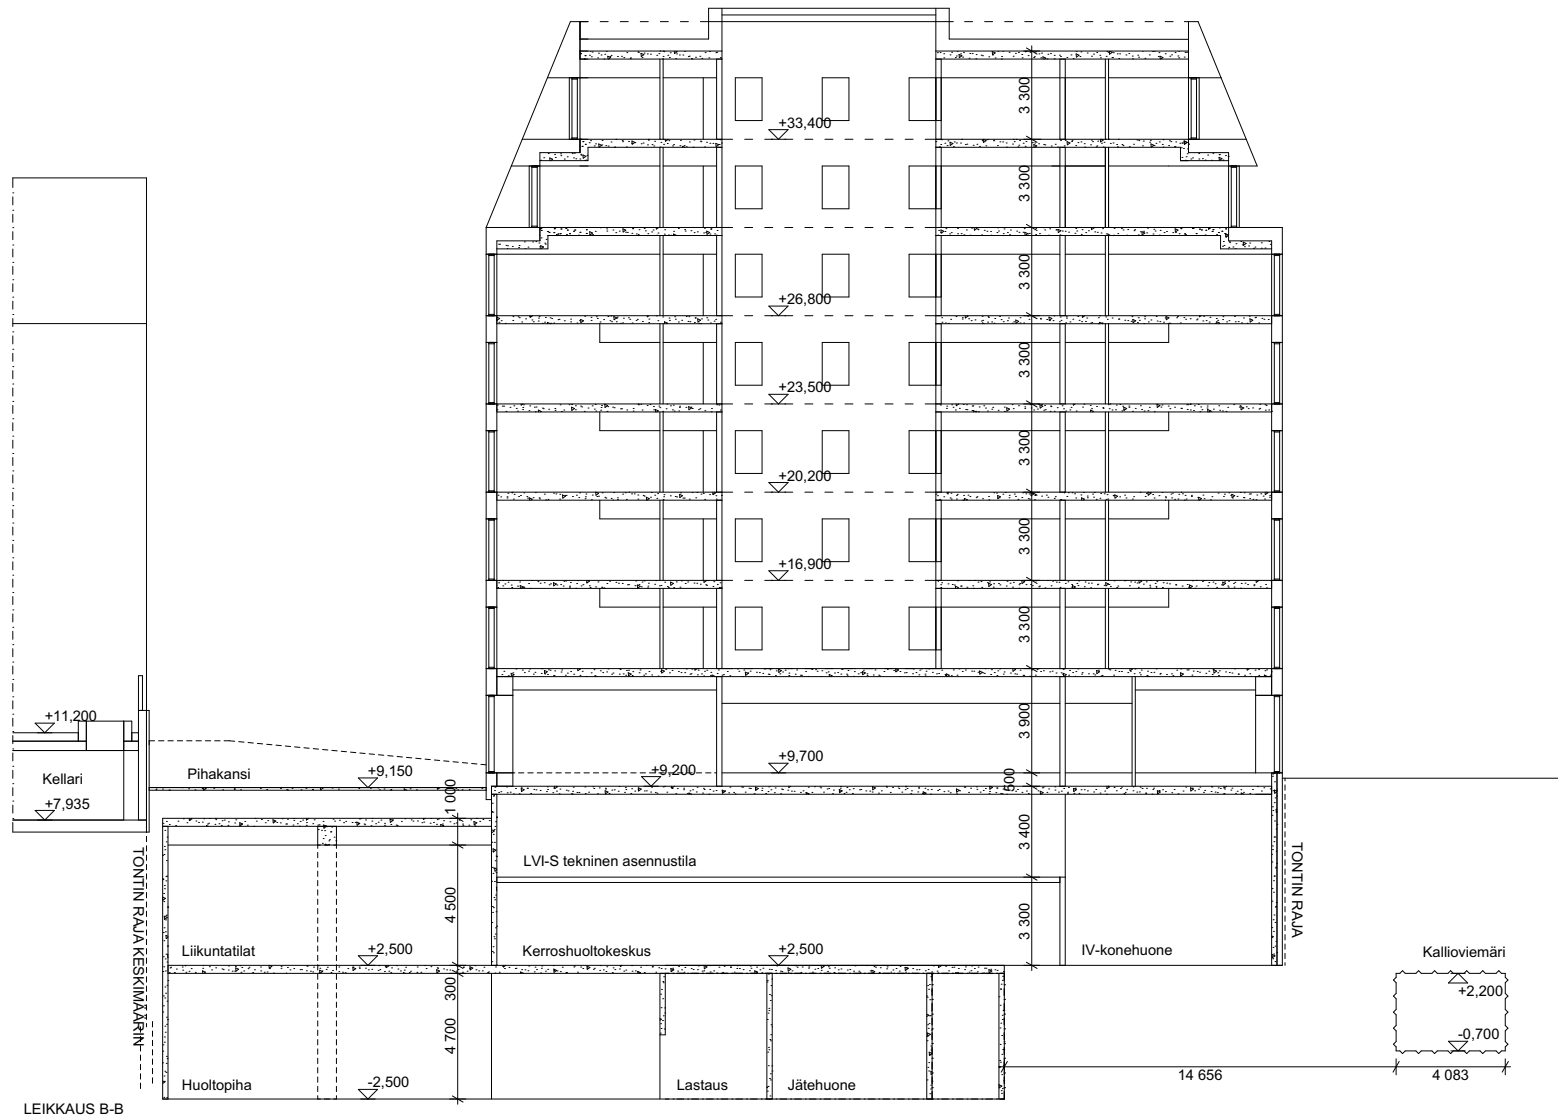 3 300
+33,400
3 300
3 300
+26,800
3 300
+23,500
3 300
+20,200
3 300
+16,900
3 300
+11,200
3 900
+9,700
Kellari
Pihakansi
+9,150
+9,200
500
+7,935
1 000
3 400
LVI-S tekninen asennustila
TONTIN RAJA KESKIMÄÄRIN
TONTIN RAJA
4 500
3 300
Liikuntatilat
+2,500
Kerroshuoltokeskus
+2,500
IV-konehuone
Kallioviemäri
300
+2,200
4 700
-0,700
14 656
4 083
Huoltopiha
-2,500
Lastaus
Jätehuone
LEIKKAUS B-B